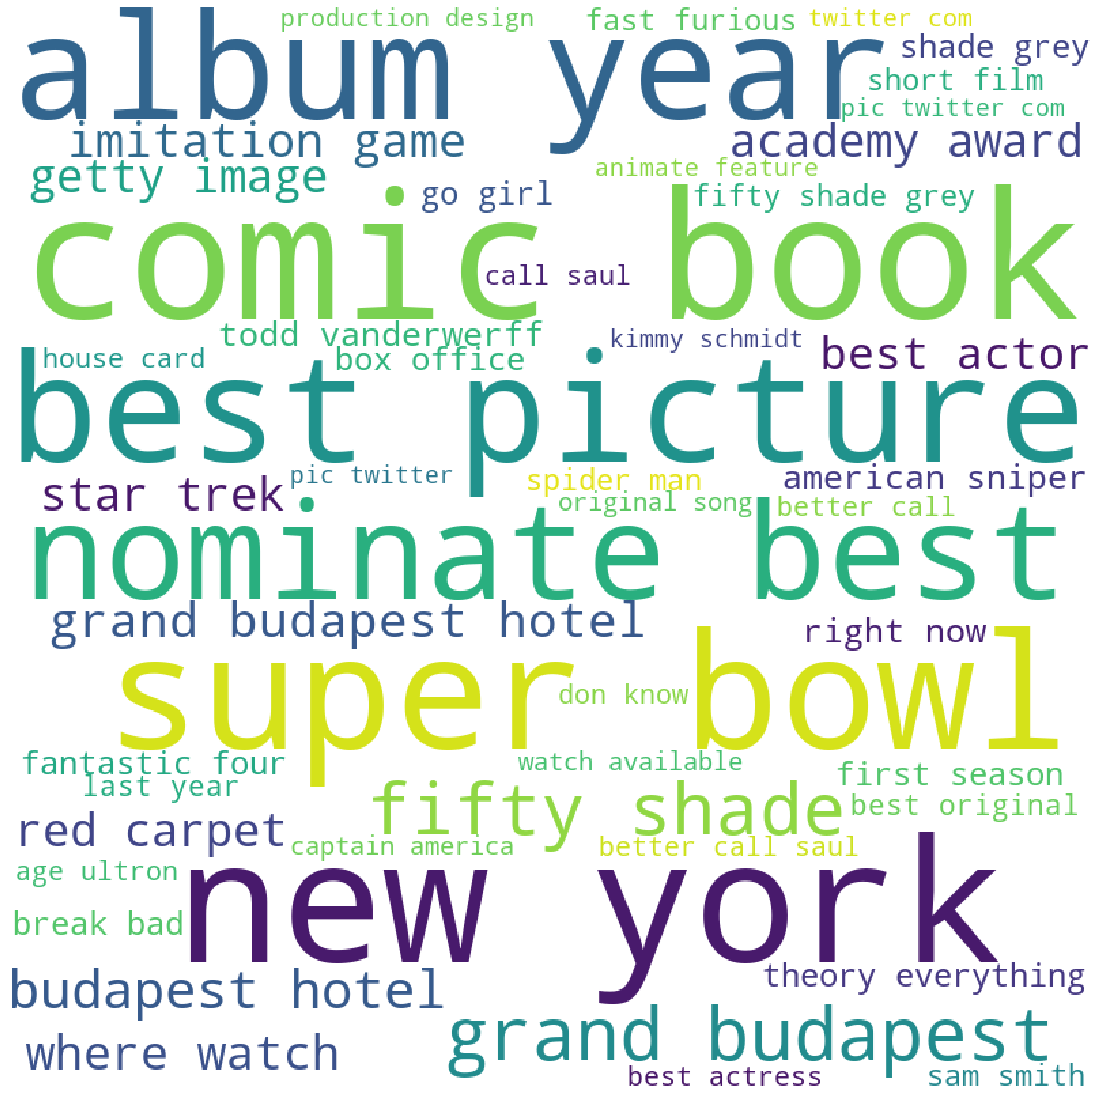 production design
fast furious
twitter com
album year
shade grey
short film
pic twitter com
imitation game
academy award
getty image
animate feature
go girl
fifty shade grey
comic book
call saul
todd vanderwerff
kimmy schmidt
house card
box office
best actor
best picture
star trek
pic twitter
spider man
american sniper
original song
better call
nominate best
grand budapest hotel
right now
super bowl
don know
fantastic four
watch available
first season
last year
fifty shade
best original
red carpet
captain america
better call saul
age ultron
new york
break bad
budapest hotel
theory everything
where watch
grand budapest
best actress
sam smith